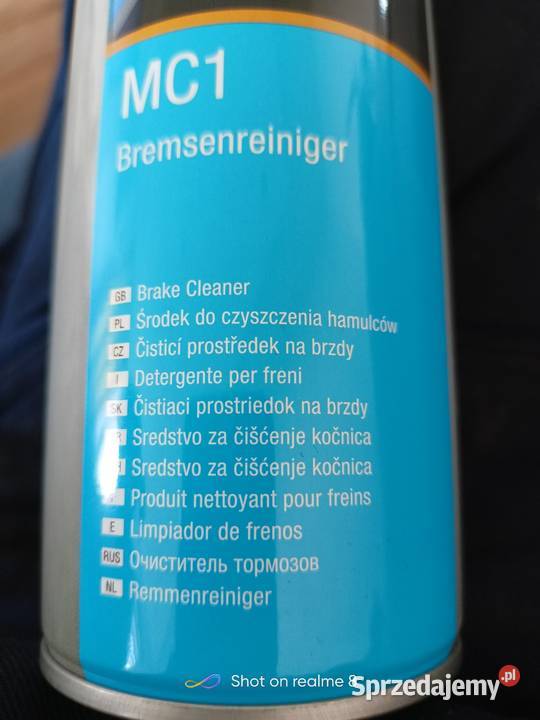 MC1
Bremsenreiniger
GB Brake Cleaner
PL Środek do czyszczenia hamulców
CZ Čisticí prostředek na brzdy
I Detergente per freni
SK Čistiaci prostriedok na brzdy
Sredstvo za čišćenje kočnica
Sredstvo za čišćenje kočnica
Produit nettoyant pour freins
E Limpiador de frenos
RUS Очиститель тормозов
NL Remmenreiniger
Shot on realme 8
Sprzedajemy.pl